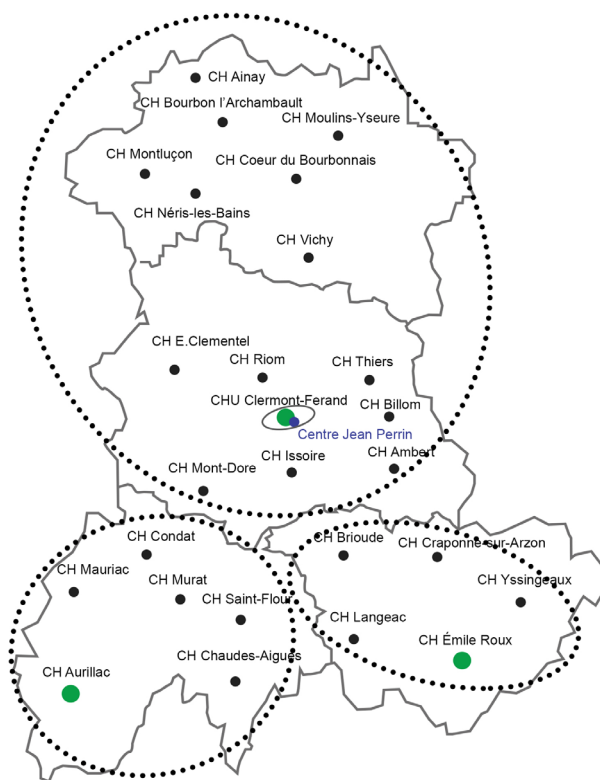 CH Ainay
CH Bourbon l'Archambault
CH Moulins-Yseure
CH Montluçon
CH Coeur du Bourbonnais
CH Néris-les-Bains
CH Vichy
CH E.Clementel
CH Riom
CH Thiers
CHU Clermont-Ferand
CH Billom
Centre Jean Perrin
CH Ambert
CH Issoire
CH Mont-Dore
CH Condat
CH Brioude
CH Craponne-sur-Arzon
CH Mauriac
CH Murat
CH Yssingeaux
CH Saint-Flour
CH Langeac
CH Émile Roux
CH Chaudes-Aigues
CH Aurillac